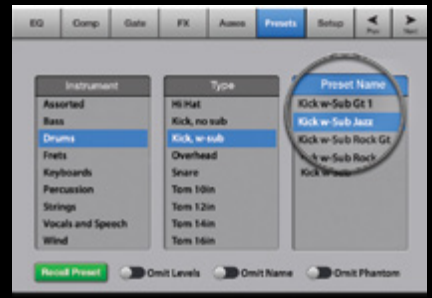 EQ Comp Gate FX Auxes Presets Setup Prev Next
Instrument
Assorted
Bass
Drums
Frets
Keyboards
Percussion
Strings
Vocals and Speech
Wind
Type
Hi Hat
Kick, no sub
Kick, w-sub
Overhead
Snare
Tom 10in
Tom 12in
Tom 14in
Tom 16in
Preset Name
Kick w-Sub Gt 1
Kick w-Sub Jazz
Kick w-Sub Rock Gt
Kick w-Sub Rock
Recall Preset Omit Levels Omit Name Omit Phantom